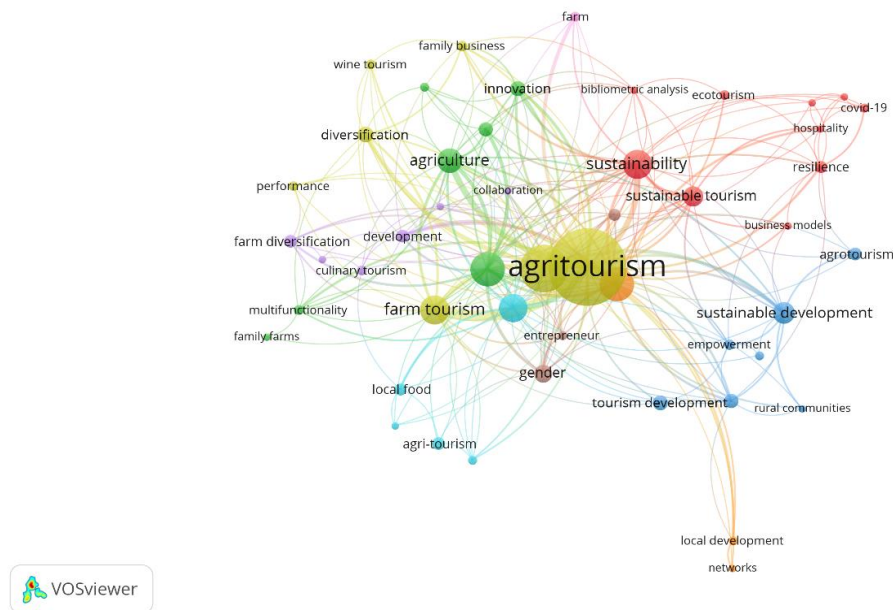 farm
family business
wine tourism
innovation
bibliometric analysis
ecotourism
covid-19
diversification
hospitality
agriculture
sustainability
resilience
performance
collaboration
sustainable tourism
business models
farm diversification
development
agrotourism
culinary tourism
agritourism
multifunctionality
farm tourism
sustainable development
family farms
entrepreneur
empowerment
gender
local food
tourism development
rural communities
agri-tourism
local development
networks
VOSviewer